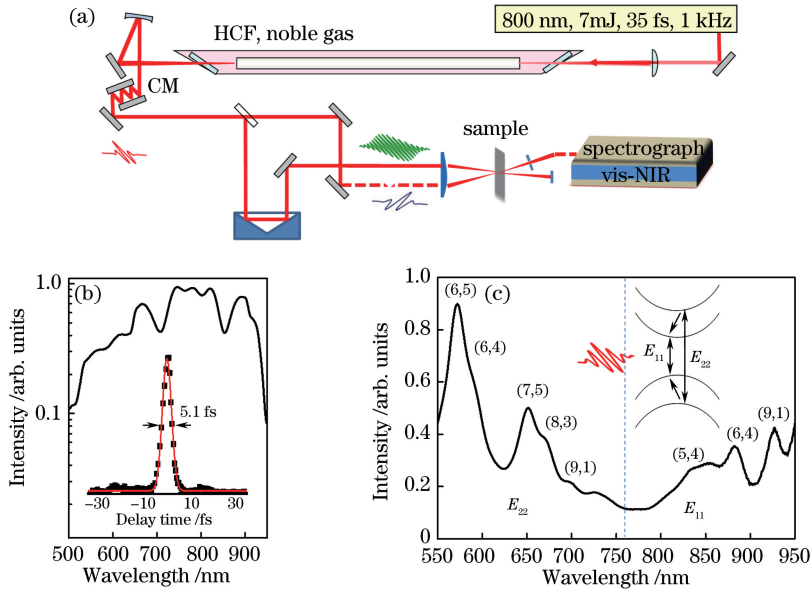 (a)
HCF, noble gas
800 nm, 7mJ, 35 fs, 1 kHz
CM
sample
spectrograph
vis-NIR
(b)
Intensity /arb. units
1.0
0.1
5.1 fs
−30 −10 0 10 30
Delay time /fs
500 600 700 800 900
Wavelength /nm
(c)
Intensity /arb. units
1.0
0.8
0.6
0.4
0.2
0
(6,5)
(6,4)
(7,5)
(8,3)
(9,1)
E22
E11
E22
(5,4)
(6,4)
(9,1)
E11
550 600 650 700 750 800 850 900 950
Wavelength /nm